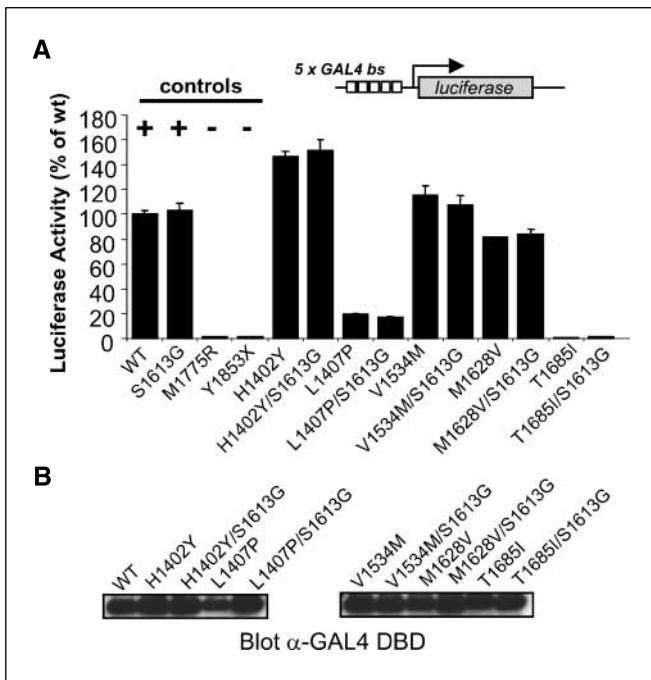 A
5 x GAL4 bs
luciferase
controls
+ + - -
Luciferase Activity (% of wt)
180
160
140
120
100
80
60
40
20
0
WT
S1613G
M1775R
Y1853X
H1402Y
H1402Y/S1613G
L1407P
L1407P/S1613G
V1534M
V1534M/S1613G
M1628V
M1628V/S1613G
T1685I
T1685I/S1613G
B
WT
H1402Y
H1402Y/S1613G
L1407P
L1407P/S1613G
V1534M
V1534M/S1613G
M1628V
M1628V/S1613G
T1685I
T1685I/S1613G
Blot α-GAL4 DBD